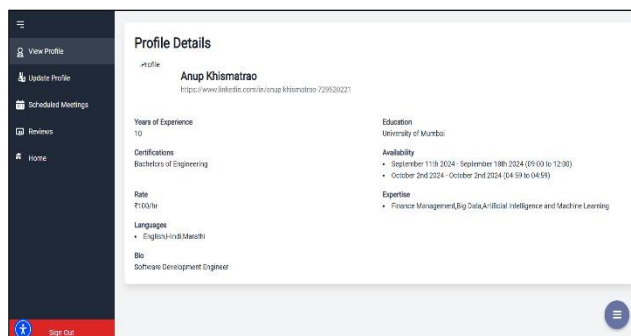 View Profile
Update Profile
Scheduled Meetings
Reviews
Home
Sign Out
Profile Details
Profile
Anup Khismatrao
https://www.linkedin.com/in/anup-khismatrao-729520221
Years of Experience
10
Education
University of Mumbai
Certifications
Bachelors of Engineering
Availability
• September 11th 2024 - September 18th 2024 (09:00 to 12:00)
• October 2nd 2024 - October 2nd 2024 (04:59 to 04:59)
Rate
₹100/hr
Expertise
• Finance Management,Big Data,Artificial Intelligence and Machine Learning
Languages
• English,Hindi,Marathi
Bio
Software Development Engineer